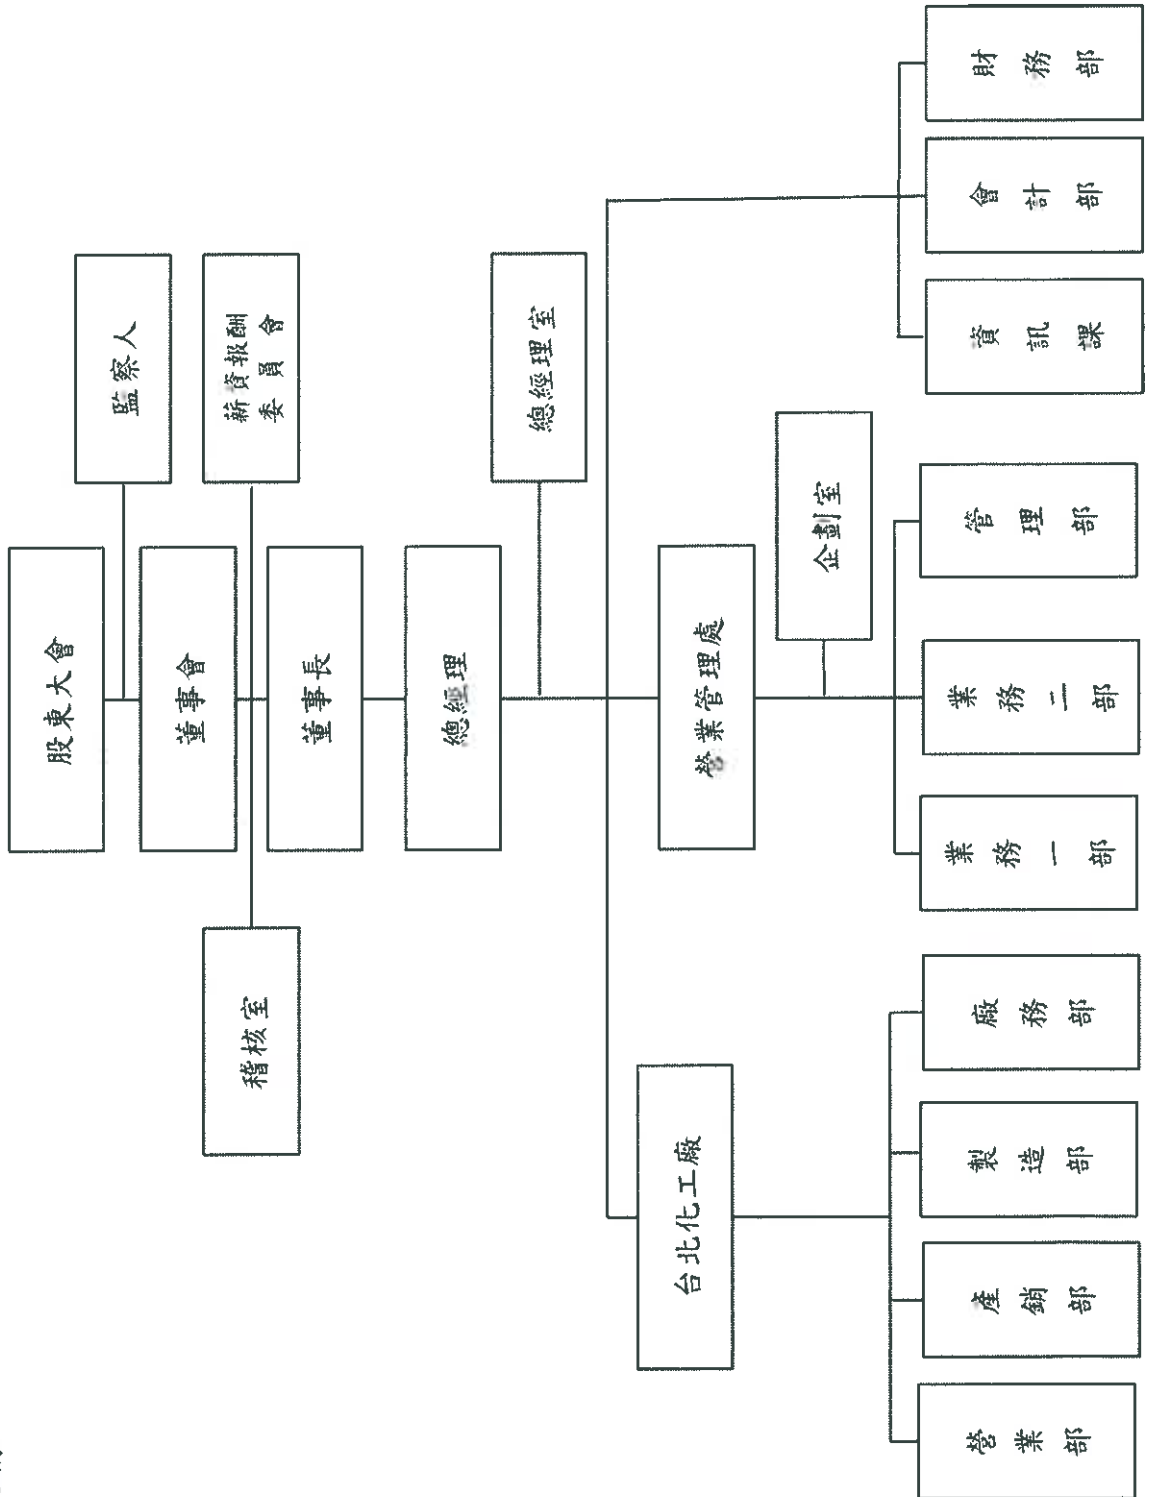 股東大會
監察人
董事會
薪資報酬
委員會
稽核室
董事長
總經理
總經理室
台北化工廠
營業管理處
企劃室
營業部
產銷部
製造部
廠務部
業務一部
業務二部
管理部
資訊課
會計部
財務部